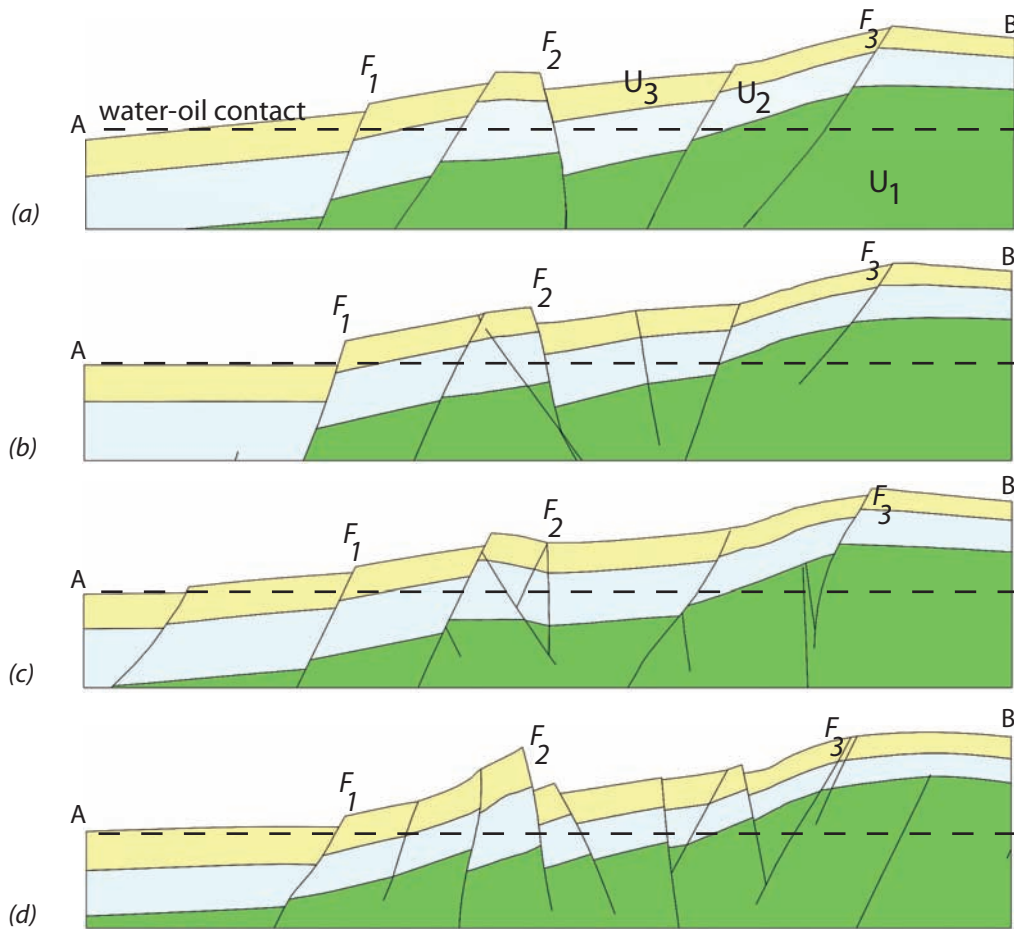 F1 F2 F3 B
U3 U2
water-oil contact
A
U1
(a)
F1 F2 F3 B
A
(b)
F1 F2 F3 B
A
(c)
F1 F2 F3 B
A
(d)